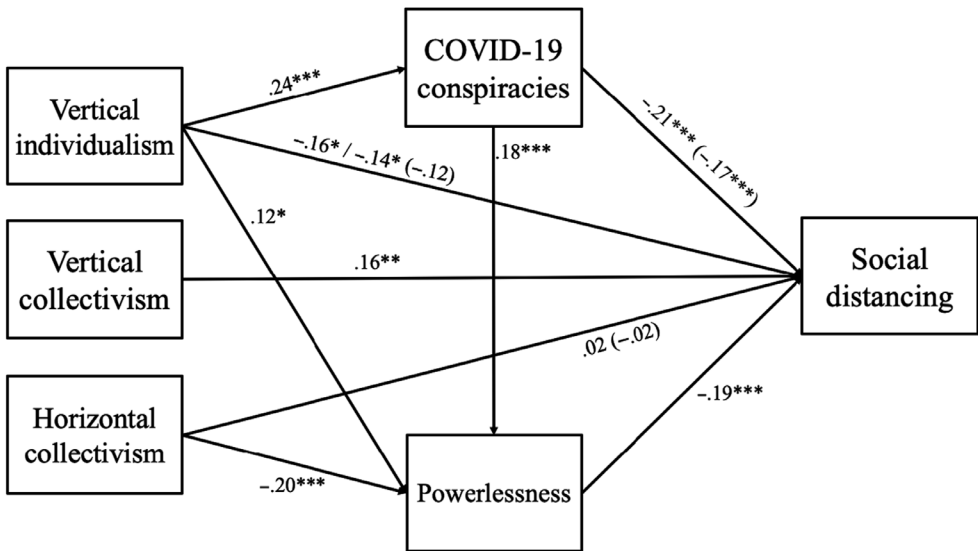 COVID-19
conspiracies
Vertical
individualism
.24***
–.21*** (–.17***)
–.16* / –.14* (–.12)
.18***
.12*
Vertical
collectivism
.16**
Social
distancing
.02 (–.02)
Horizontal
collectivism
–.20***
Powerlessness
–.19***